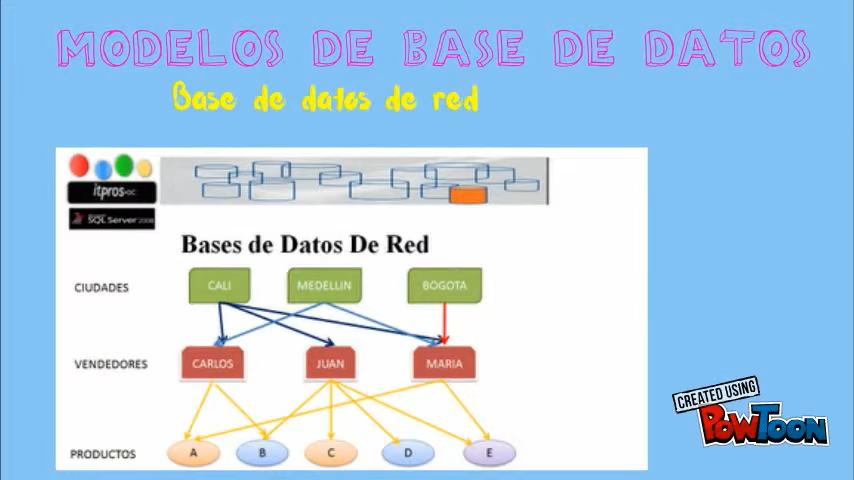 MODELOS DE BASE DE DATOS
Base de datos de red
itpros-DC
SQL Server 2008
Bases de Datos De Red
CIUDADES
CALI
MEDELLIN
BOGOTA
VENDEDORES
CARLOS
JUAN
MARIA
PRODUCTOS
A
B
C
D
E
CREATED USING
POWTOON